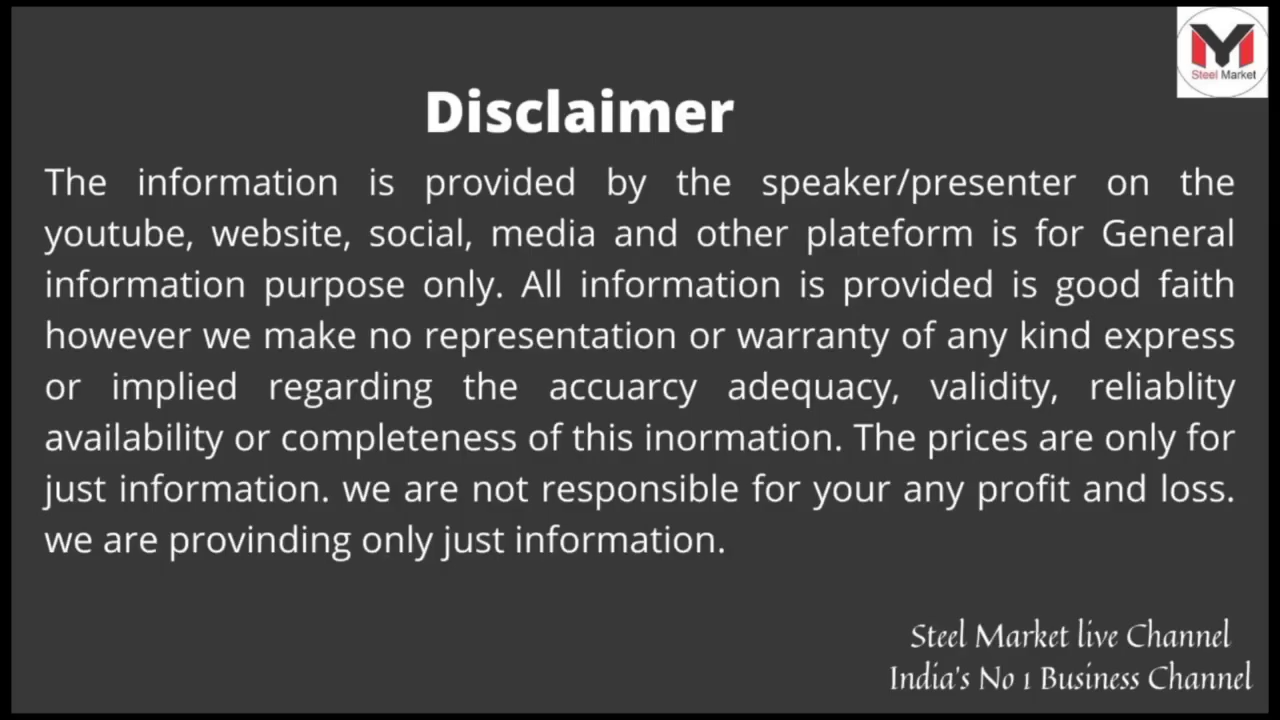 Steel Market
Disclaimer
The information is provided by the speaker/presenter on the
youtube, website, social, media and other plateform is for General
information purpose only. All information is provided is good faith
however we make no representation or warranty of any kind express
or implied regarding the accuarcy adequacy, validity, reliablity
availability or completeness of this inormation. The prices are only for
just information. we are not responsible for your any profit and loss.
we are provinding only just information.
Steel Market live Channel
India's No 1 Business Channel